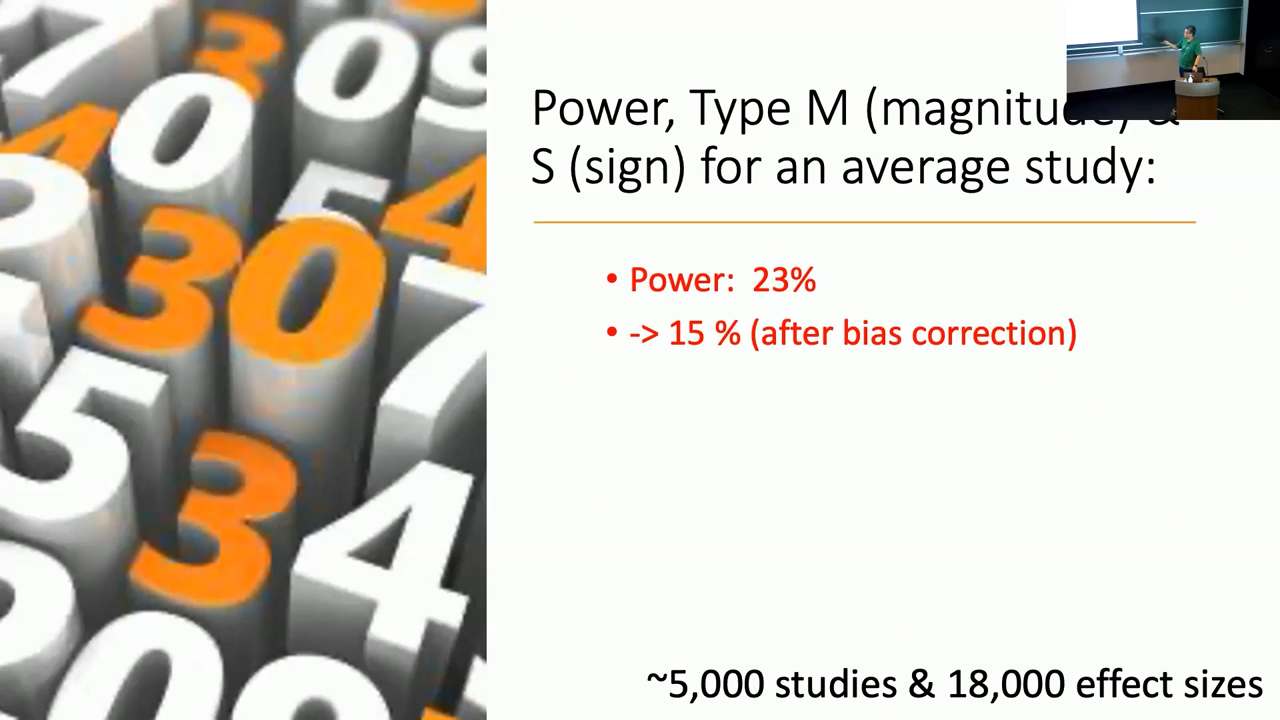 Power, Type M (magnitude) &
S (sign) for an average study:
• Power: 23%
• -> 15 % (after bias correction)
~5,000 studies & 18,000 effect sizes